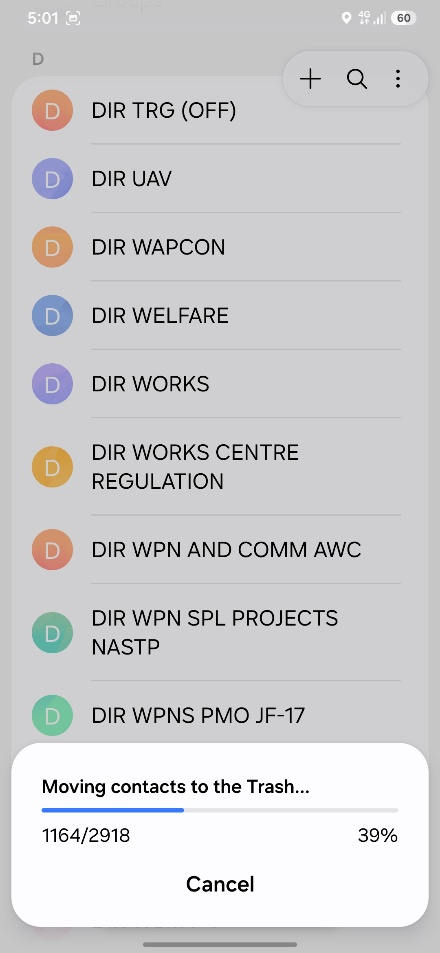 5:01
4G
60
D
D
DIR TRG (OFF)
D
DIR UAV
D
DIR WAPCON
D
DIR WELFARE
D
DIR WORKS
D
DIR WORKS CENTRE
REGULATION
D
DIR WPN AND COMM AWC
D
DIR WPN SPL PROJECTS
NASTP
D
DIR WPNS PMO JF-17
Moving contacts to the Trash...
1164/2918
39%
Cancel